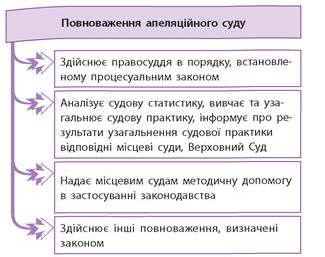 Повноваження апеляційного суду
Здійснює правосуддя в порядку, встановле-
ному процесуальним законом
Аналізує судову статистику, вивчає та уза-
гальнює судову практику, інформує про ре-
зультати узагальнення судової практики
відповідні місцеві суди, Верховний Суд
Надає місцевим судам методичну допомогу
в застосуванні законодавства
Здійснює інші повноваження, визначені
законом